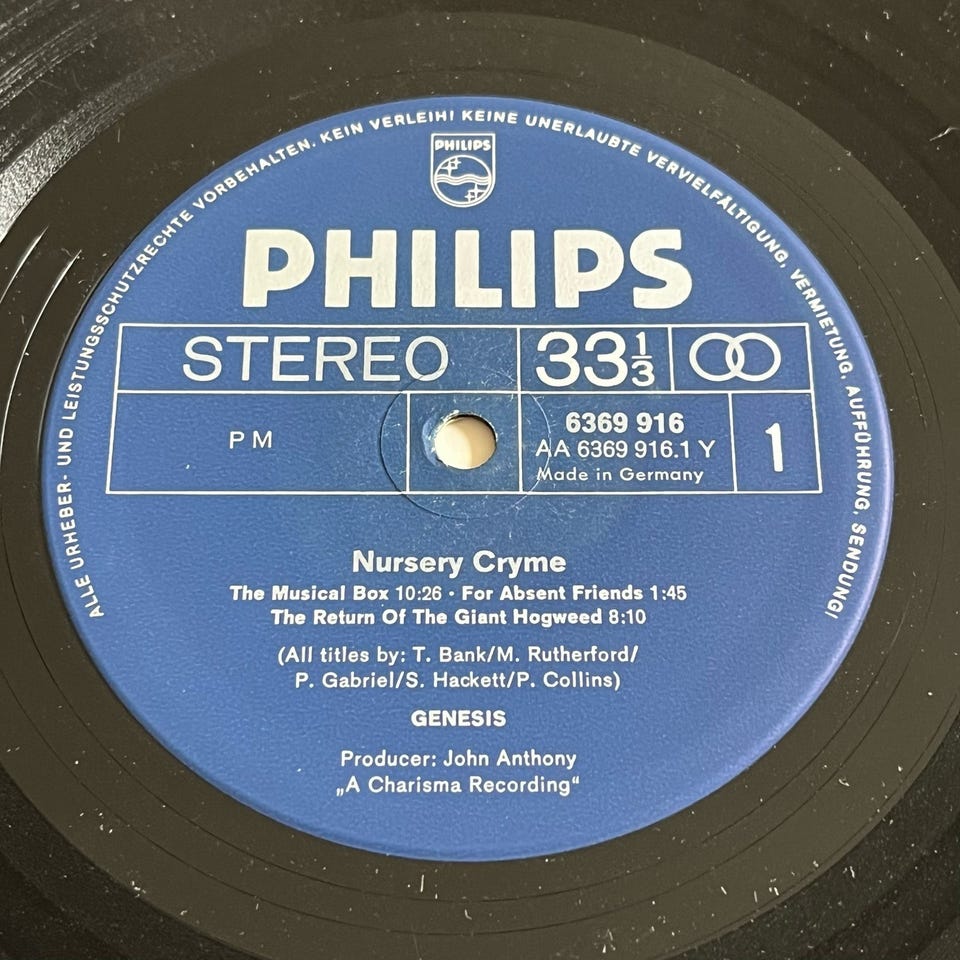 ALLE URHEBER- UND LEISTUNGSSCHUTZRECHTE VORBEHALTEN. KEIN VERLEIH! KEINE UNERLAUBTE VERVIELFÄLTIGUNG, VERMIETUNG, AUFFÜHRUNG, SENDUNG!
PHILIPS
PHILIPS
STEREO 33 1/3
PM 6369 916 1
AA 6369 916.1 Y
Made in Germany
Nursery Cryme
The Musical Box 10:26 · For Absent Friends 1:45
The Return Of The Giant Hogweed 8:10
(All titles by: T. Bank/M. Rutherford/
P. Gabriel/S. Hackett/P. Collins)
GENESIS
Producer: John Anthony
„A Charisma Recording“